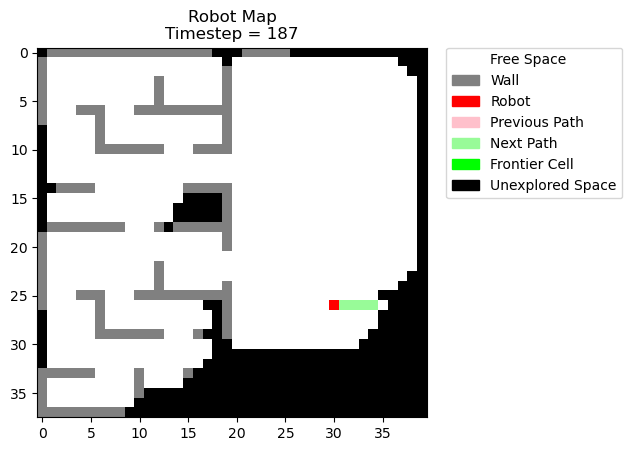 Robot Map
Timestep = 187
0
5
10
15
20
25
30
35
0
5
10
15
20
25
30
35
Free Space
Wall
Robot
Previous Path
Next Path
Frontier Cell
Unexplored Space